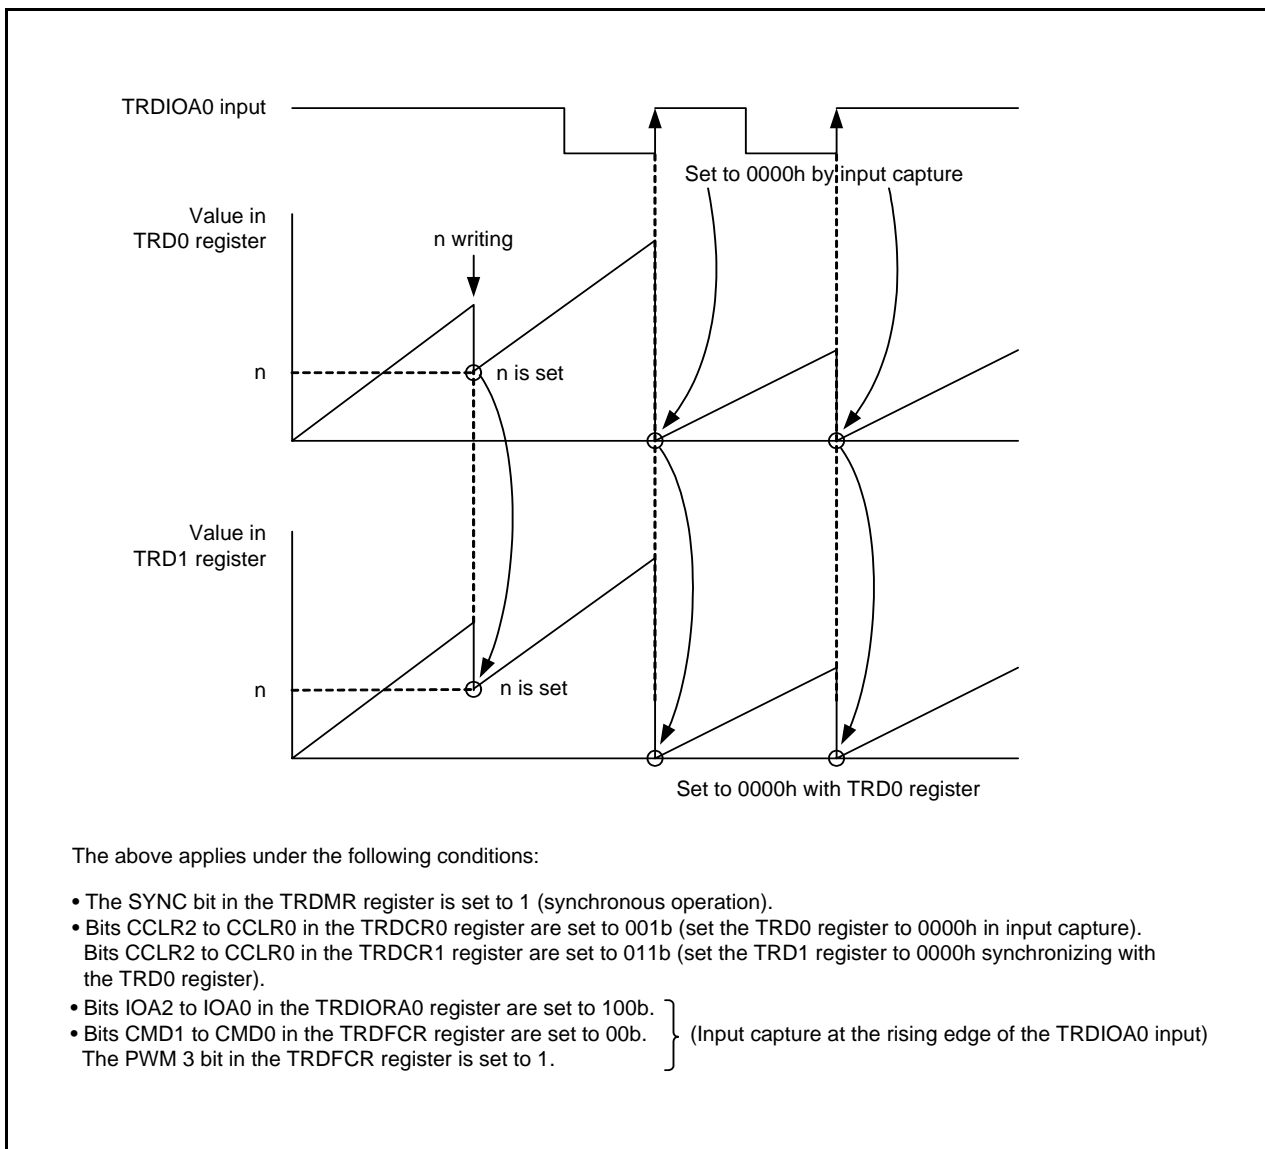 TRDIOA0 input
Set to 0000h by input capture
Value in
TRD0 register
n writing
n
n is set
Value in
TRD1 register
n
n is set
Set to 0000h with TRD0 register
The above applies under the following conditions:
• The SYNC bit in the TRDMR register is set to 1 (synchronous operation).
• Bits CCLR2 to CCLR0 in the TRDCR0 register are set to 001b (set the TRD0 register to 0000h in input capture).
Bits CCLR2 to CCLR0 in the TRDCR1 register are set to 011b (set the TRD1 register to 0000h synchronizing with
the TRD0 register).
• Bits IOA2 to IOA0 in the TRDIORA0 register are set to 100b.
• Bits CMD1 to CMD0 in the TRDFCR register are set to 00b.
The PWM 3 bit in the TRDFCR register is set to 1.
(Input capture at the rising edge of the TRDIOA0 input)